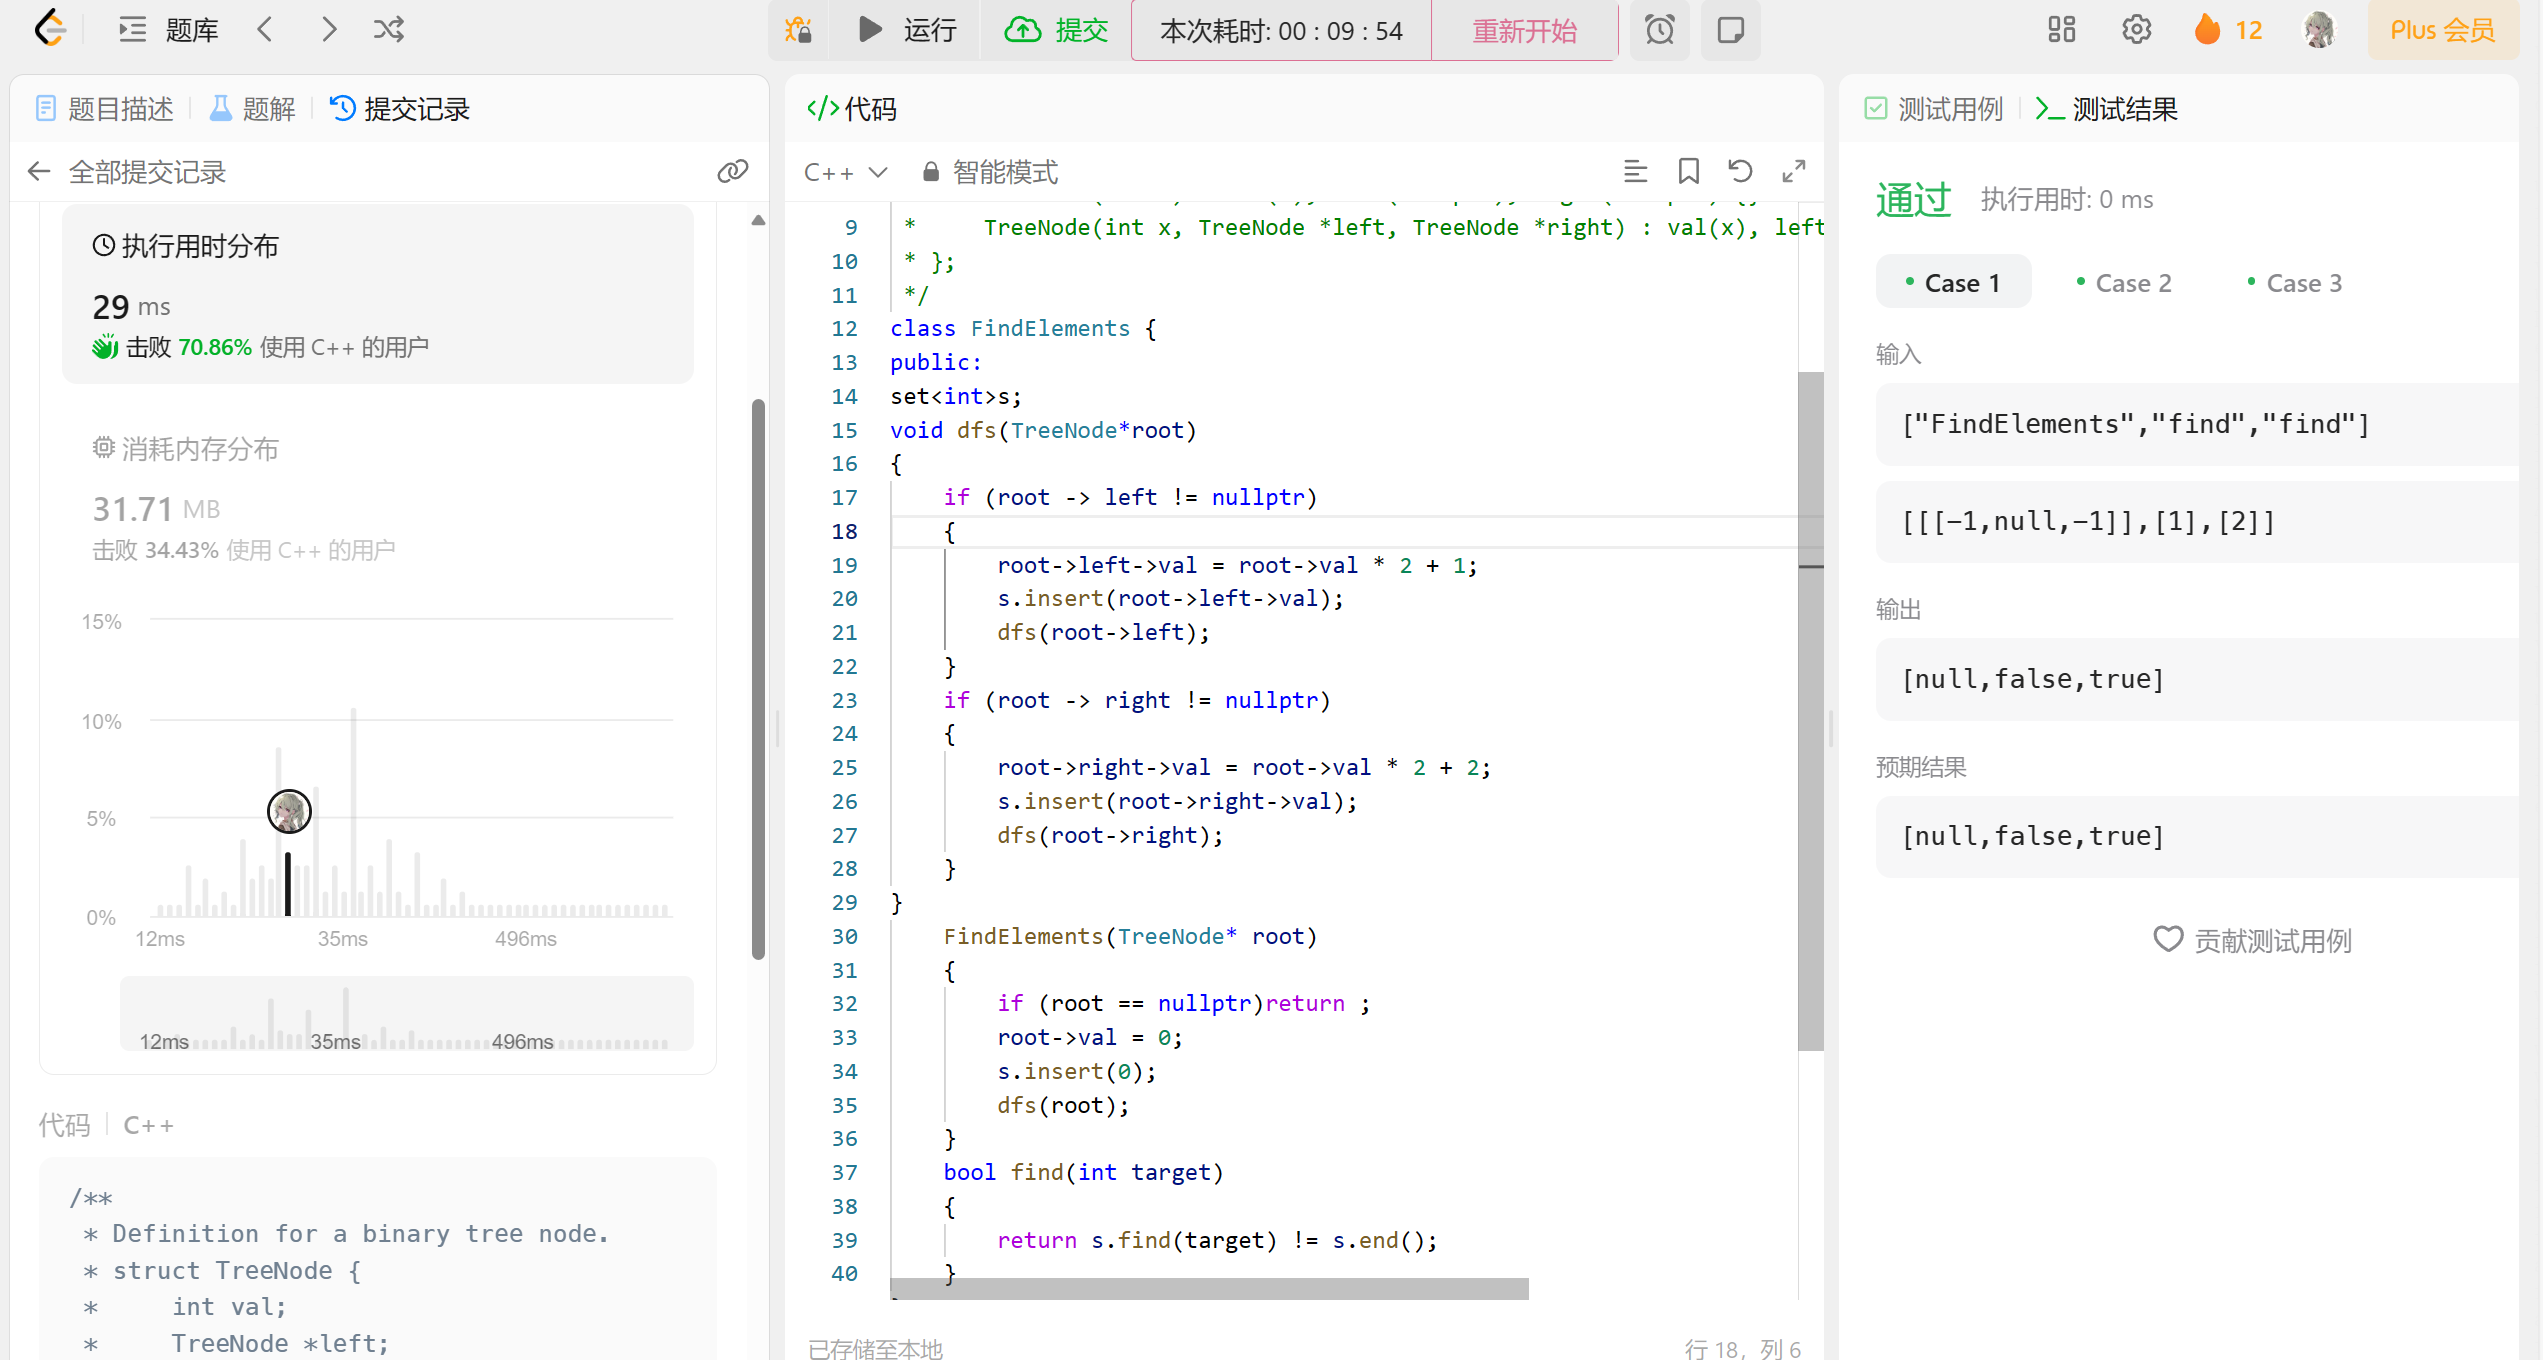 题库
运行
提交
本次耗时: 00 : 09 : 54
重新开始
12
Plus 会员
题目描述
题解
提交记录
全部提交记录
执行用时分布
29 ms
击败 70.86% 使用 C++ 的用户
消耗内存分布
31.71 MB
击败 34.43% 使用 C++ 的用户
15%
10%
5%
0%
12ms 35ms 496ms
12ms 35ms 496ms
代码 C++
/**
* Definition for a binary tree node.
* struct TreeNode {
*     int val;
*     TreeNode *left;
</> 代码
C++ 智能模式
9 *     TreeNode(int x, TreeNode *left, TreeNode *right) : val(x), left
10 * };
11 */
12 class FindElements {
13 public:
14 set<int>s;
15 void dfs(TreeNode*root)
16 {
17     if (root -> left != nullptr)
18     {
19         root->left->val = root->val * 2 + 1;
20         s.insert(root->left->val);
21         dfs(root->left);
22     }
23     if (root -> right != nullptr)
24     {
25         root->right->val = root->val * 2 + 2;
26         s.insert(root->right->val);
27         dfs(root->right);
28     }
29 }
30     FindElements(TreeNode* root)
31     {
32         if (root == nullptr)return ;
33         root->val = 0;
34         s.insert(0);
35         dfs(root);
36     }
37     bool find(int target)
38     {
39         return s.find(target) != s.end();
40     }
已存储至本地
行 18, 列 6
测试用例
测试结果
通过 执行用时: 0 ms
Case 1 Case 2 Case 3
输入
["FindElements","find","find"]
[[[-1,null,-1]],[1],[2]]
输出
[null,false,true]
预期结果
[null,false,true]
贡献测试用例